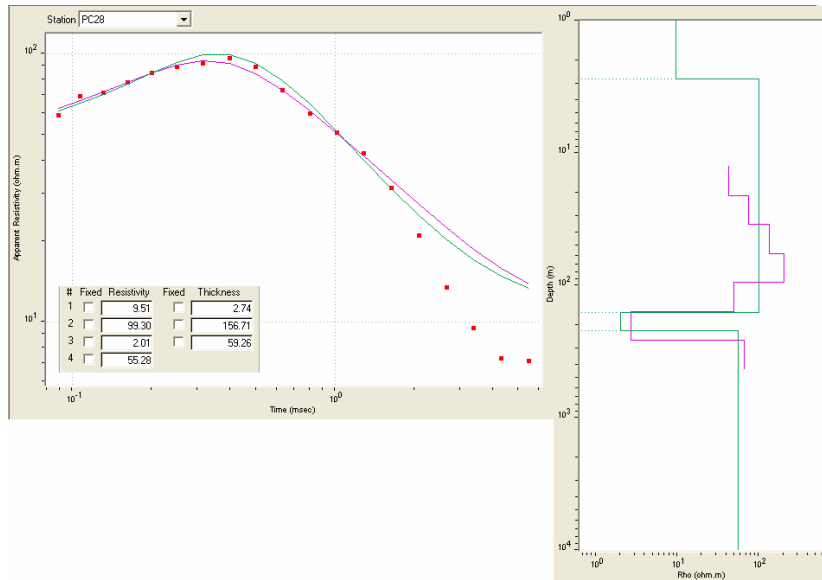 Station PC28
10²
10¹
Apparent Resistivity (ohm.m)
# Fixed Resistivity Fixed Thickness
1 9.51 2.74
2 99.30 156.71
3 2.01 59.26
4 55.28
10⁻¹ 10⁰
Time (msec)
10⁰
10¹
10²
10³
10⁴
Depth (m)
10⁰ 10¹ 10²
Rho (ohm.m)